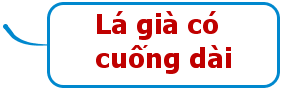 Lá già có
cuống dài